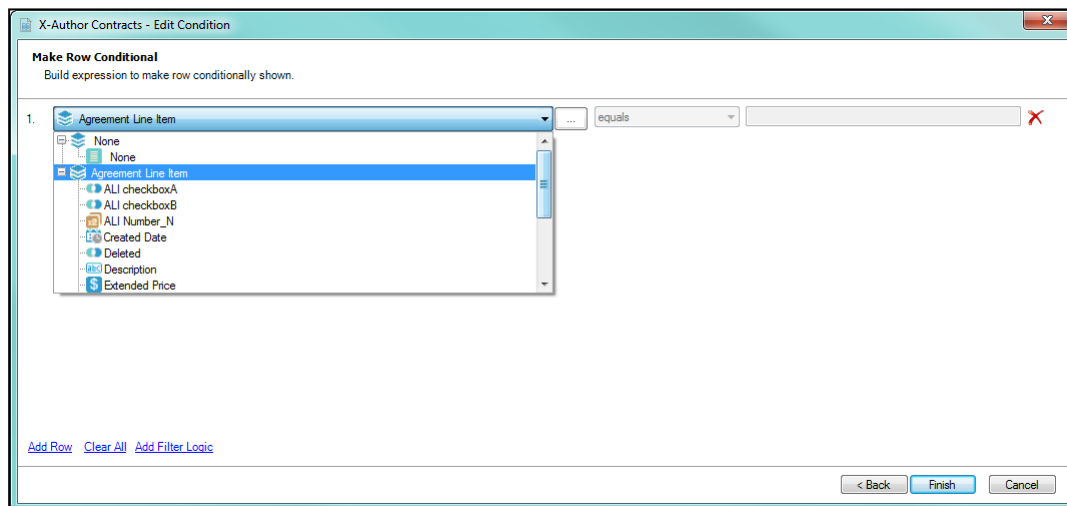 X-Author Contracts - Edit Condition
Make Row Conditional
Build expression to make row conditionally shown.
1. Agreement Line Item ... equals
None
None
Agreement Line Item
ALI checkboxA
ALI checkboxB
ALI Number_N
Created Date
Deleted
abc Description
$ Extended Price
Add Row Clear All Add Filter Logic
< Back Finish Cancel